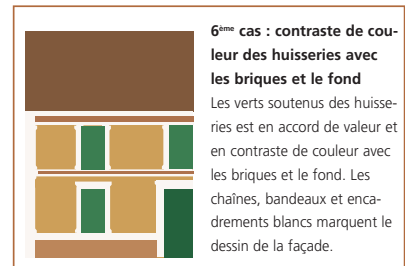 6ème cas : contraste de cou-
leur des huisseries avec
les briques et le fond
Les verts soutenus des huisse-
ries est en accord de valeur et
en contraste de couleur avec
les briques et le fond. Les
chaînes, bandeaux et enca-
drements blancs marquent le
dessin de la façade.